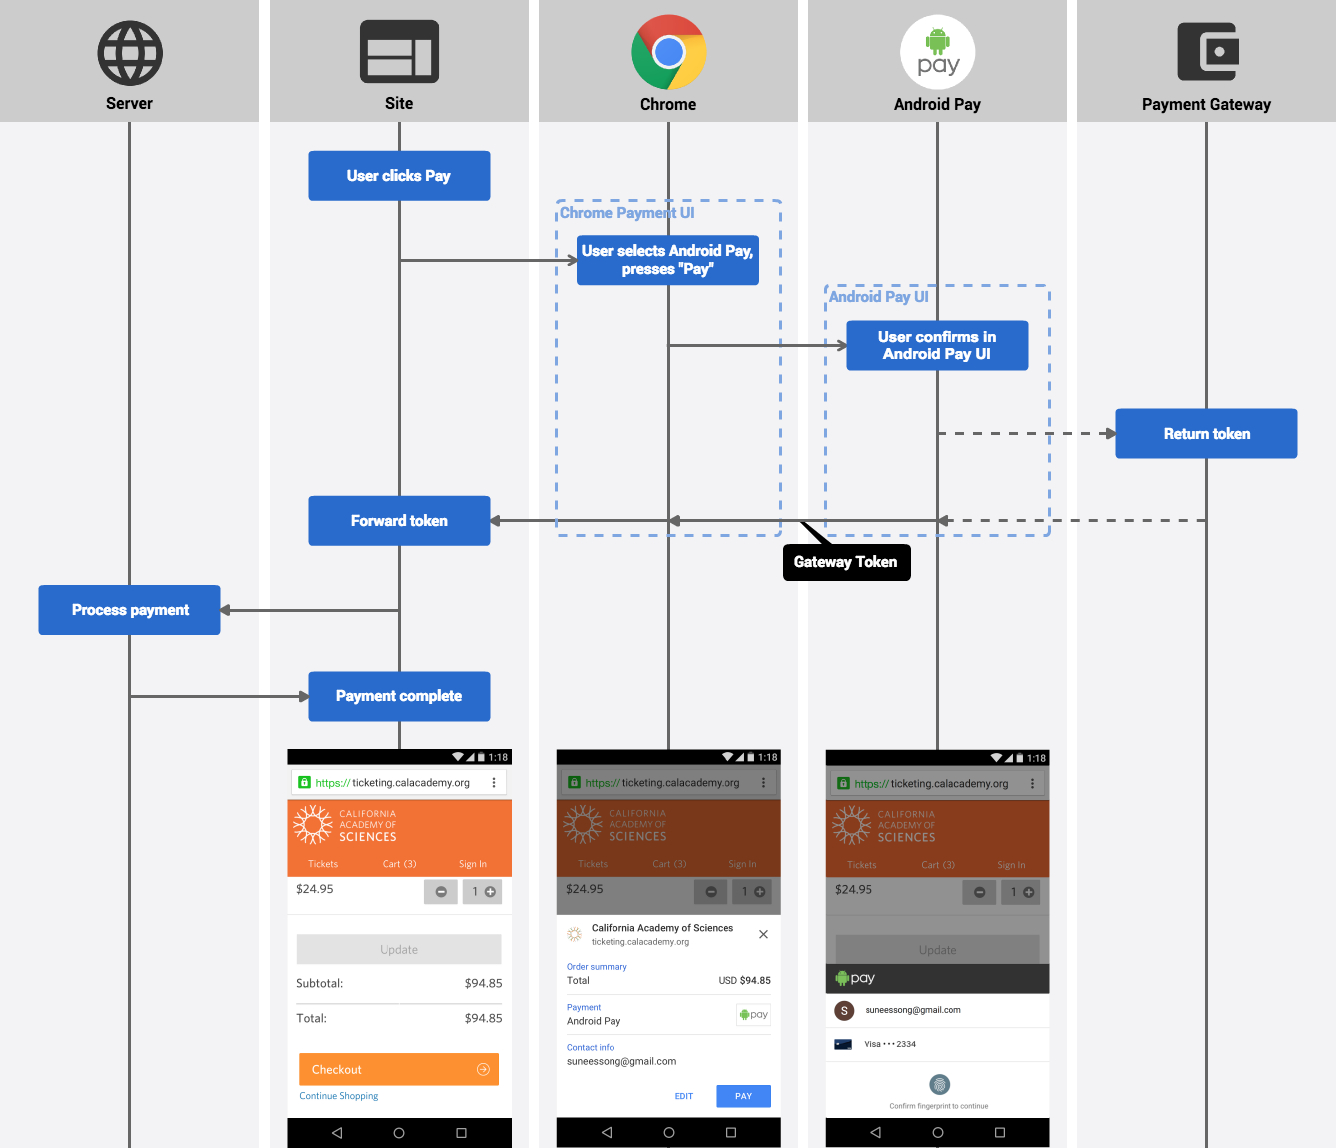 Server
Site
Chrome
pay
Android Pay
Payment Gateway
User clicks Pay
Chrome Payment UI
User selects Android Pay,
presses "Pay"
Android Pay UI
User confirms in
Android Pay UI
Return token
Forward token
Gateway Token
Process payment
Payment complete
1:18
https://ticketing.calacademy.org
CALIFORNIA
ACADEMY OF
SCIENCES
Tickets Cart (3) Sign In
$24.95 1
Update
Subtotal: $94.85
Total: $94.85
Checkout
Continue Shopping
1:18
https://ticketing.calacademy.org
CALIFORNIA
ACADEMY OF
SCIENCES
Tickets Cart (3) Sign In
$24.95 1
California Academy of Sciences
ticketing.calacademy.org
Order summary
Total USD $94.85
Payment
Android Pay pay
Contact info
suneessong@gmail.com
EDIT PAY
1:18
https://ticketing.calacademy.org
CALIFORNIA
ACADEMY OF
SCIENCES
Tickets Cart (3) Sign In
$24.95 1
Update
pay
S suneessong@gmail.com
Visa ••• 2334
Confirm fingerprint to continue